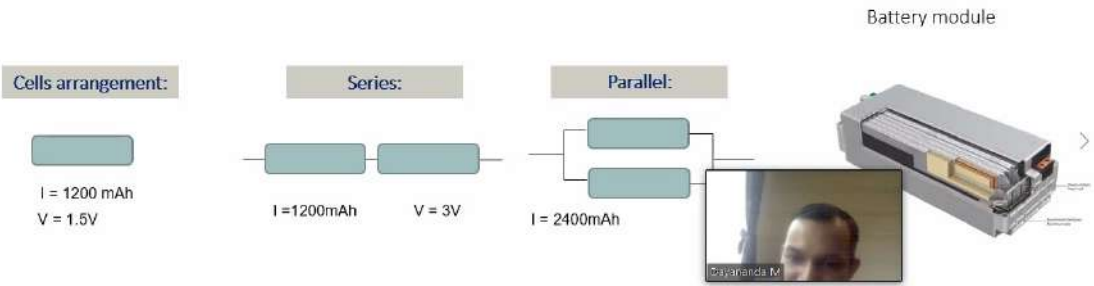 Battery module
Cells arrangement:
Series:
Parallel:
I = 1200 mAh
V = 1.5V
I =1200mAh
V = 3V
I = 2400mAh
Dayananda M